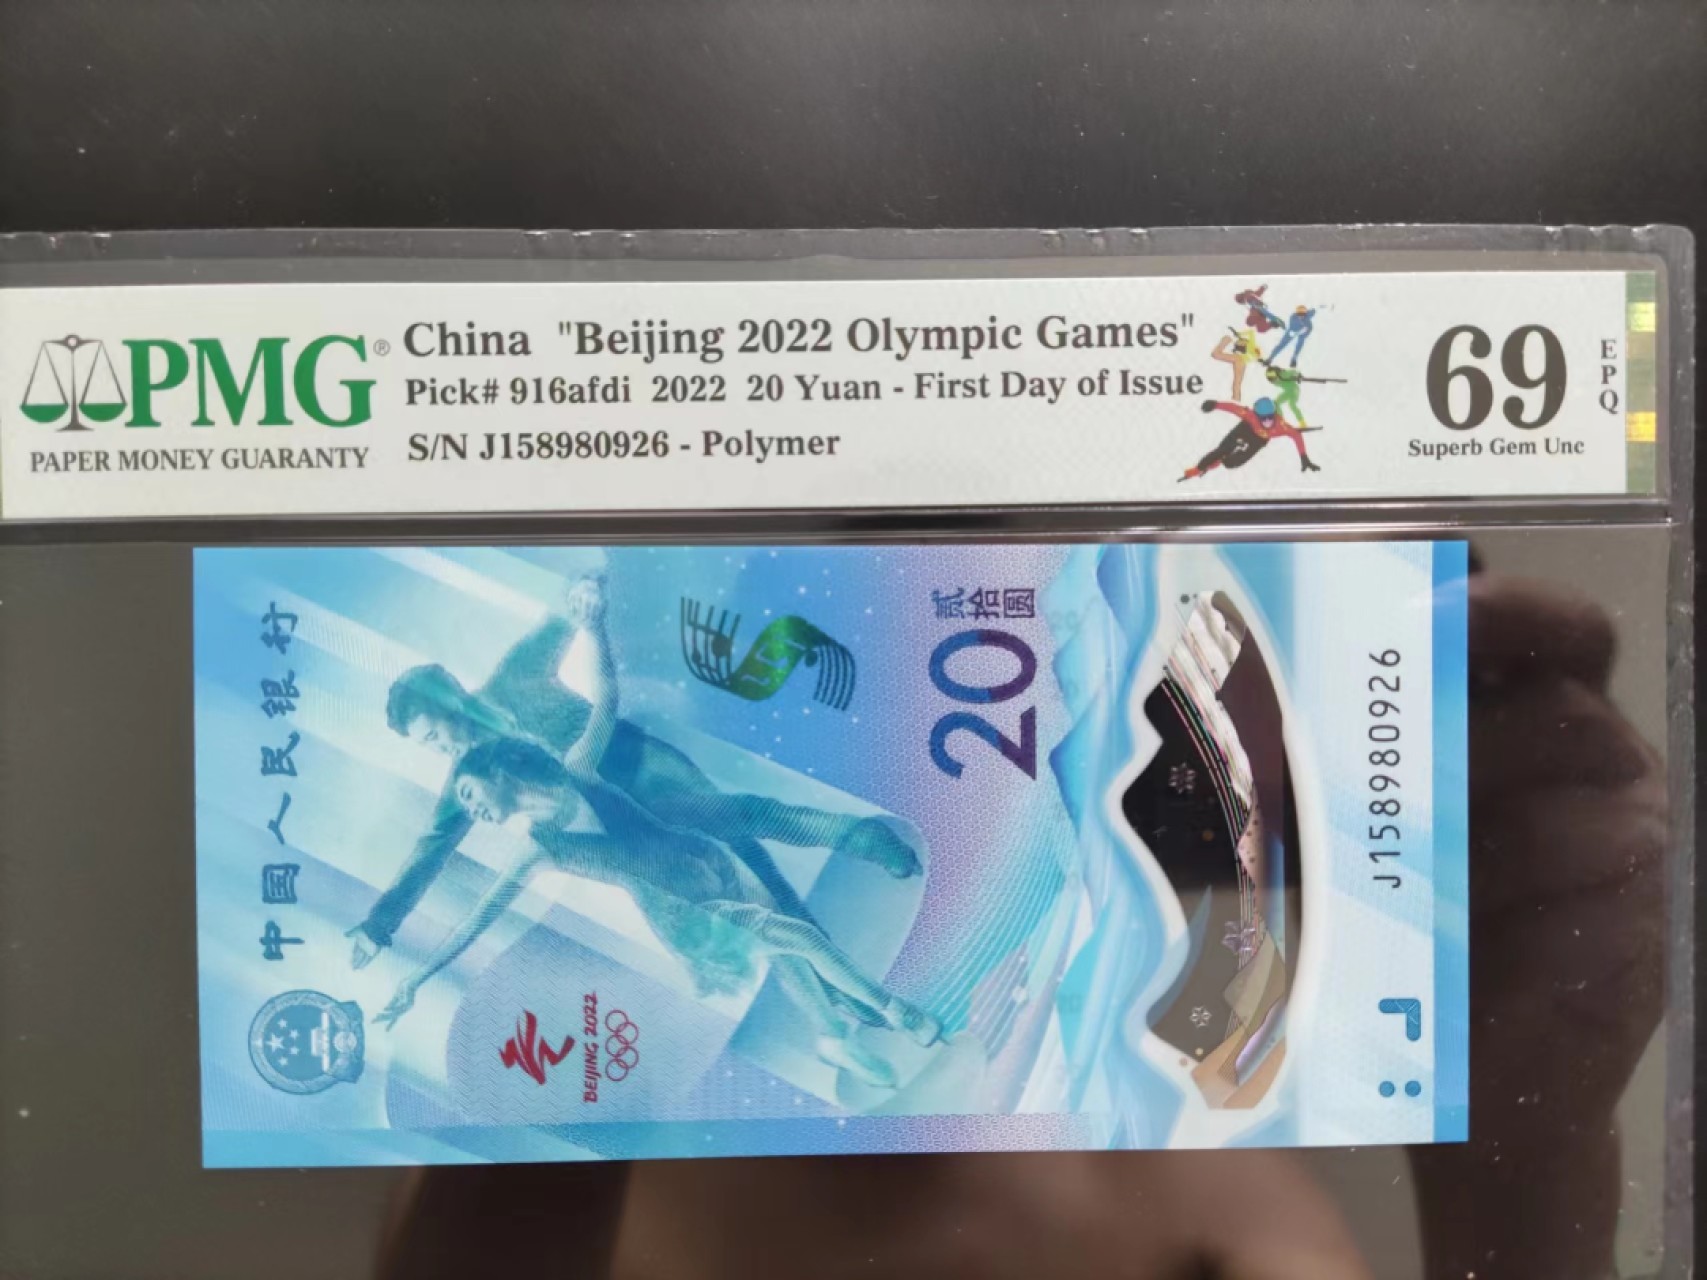 PMG®
PAPER MONEY GUARANTY
China "Beijing 2022 Olympic Games"
Pick# 916afdi 2022 20 Yuan - First Day of Issue
S/N J158980926 - Polymer
69
EPQ
Superb Gem Unc
中国人民银行
贰拾圆
20
BEIJING 2022
J158980926